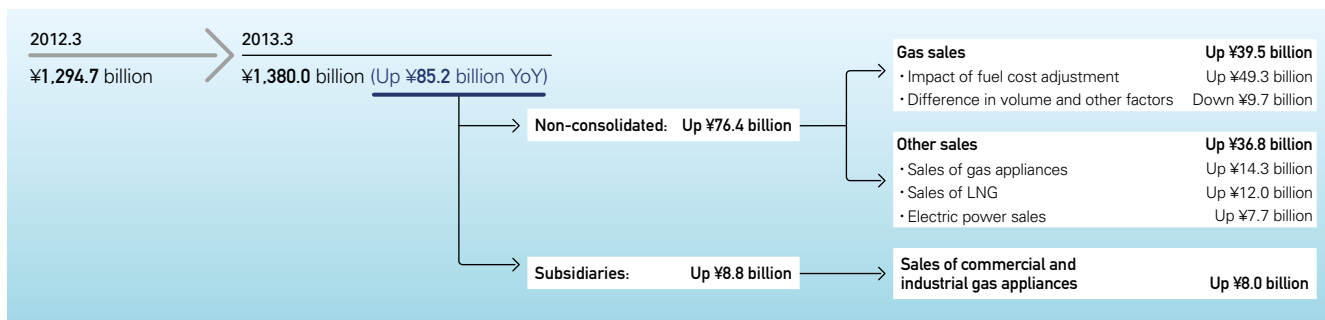 2012.3
2013.3
¥1,294.7 billion
¥1,380.0 billion (Up ¥85.2 billion YoY)
Non-consolidated: Up ¥76.4 billion
Gas sales Up ¥39.5 billion
・Impact of fuel cost adjustment Up ¥49.3 billion
・Difference in volume and other factors Down ¥9.7 billion
Other sales Up ¥36.8 billion
・Sales of gas appliances Up ¥14.3 billion
・Sales of LNG Up ¥12.0 billion
・Electric power sales Up ¥7.7 billion
Subsidiaries: Up ¥8.8 billion
Sales of commercial and
industrial gas appliances Up ¥8.0 billion